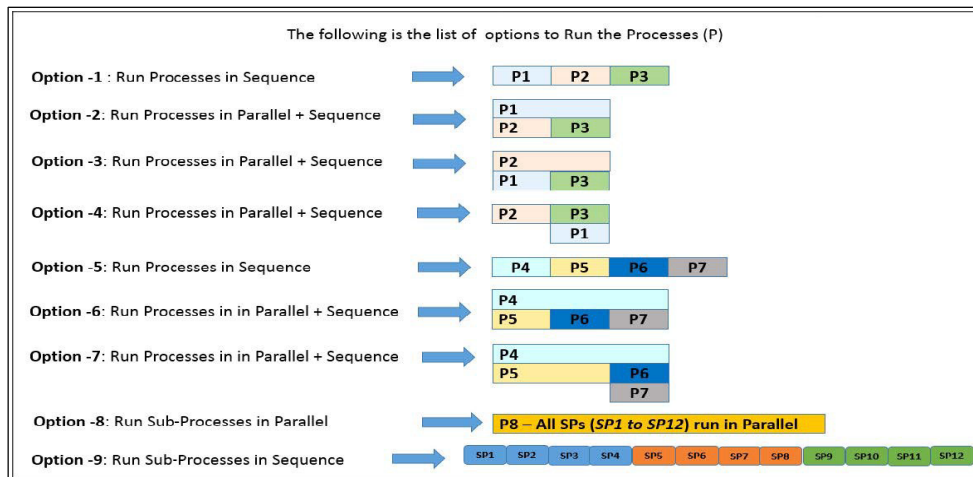 The following is the list of options to Run the Processes (P)
Option -1 : Run Processes in Sequence
P1 P2 P3
Option -2: Run Processes in Parallel + Sequence
P1
P2 P3
Option -3: Run Processes in Parallel + Sequence
P2
P1 P3
Option -4: Run Processes in Parallel + Sequence
P2 P3
P1
Option -5: Run Processes in Sequence
P4 P5 P6 P7
Option -6: Run Processes in in Parallel + Sequence
P4
P5 P6 P7
Option -7: Run Processes in in Parallel + Sequence
P4
P5 P6
P7
Option -8: Run Sub-Processes in Parallel
P8 – All SPs (SP1 to SP12) run in Parallel
Option -9: Run Sub-Processes in Sequence
SP1 SP2 SP3 SP4 SP5 SP6 SP7 SP8 SP9 SP10 SP11 SP12